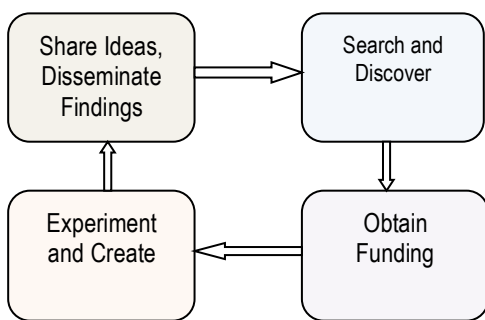 Share Ideas,
Disseminate
Findings
Search and
Discover
Experiment
and Create
Obtain
Funding